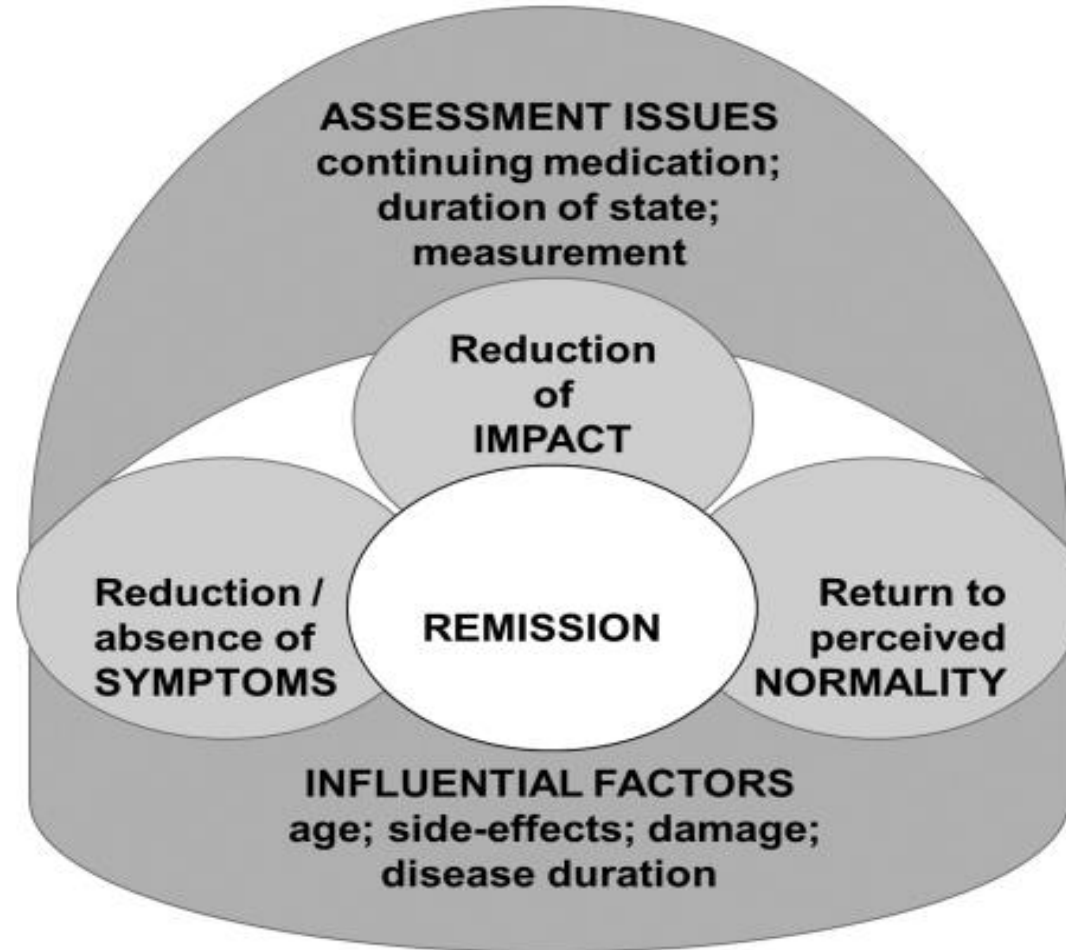 ASSESSMENT ISSUES
continuing medication;
duration of state;
measurement
Reduction
of
IMPACT
Reduction /
absence of
SYMPTOMS
REMISSION
Return to
perceived
NORMALITY
INFLUENTIAL FACTORS
age; side-effects; damage;
disease duration